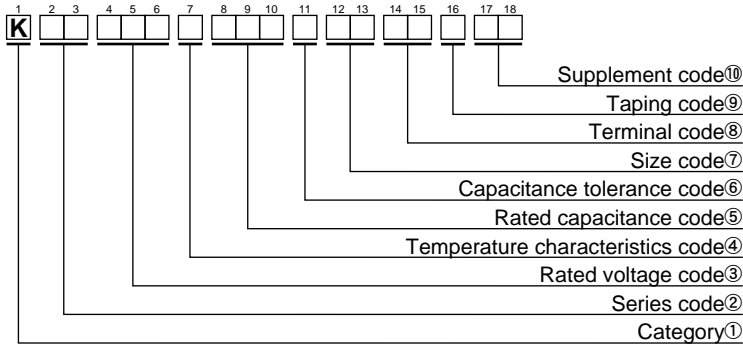 1 2 3 4 5 6 7 8 9 10 11 12 13 14 15 16 17 18
K
Supplement code⑩
Taping code⑨
Terminal code⑧
Size code⑦
Capacitance tolerance code⑥
Rated capacitance code⑤
Temperature characteristics code④
Rated voltage code③
Series code②
Category①